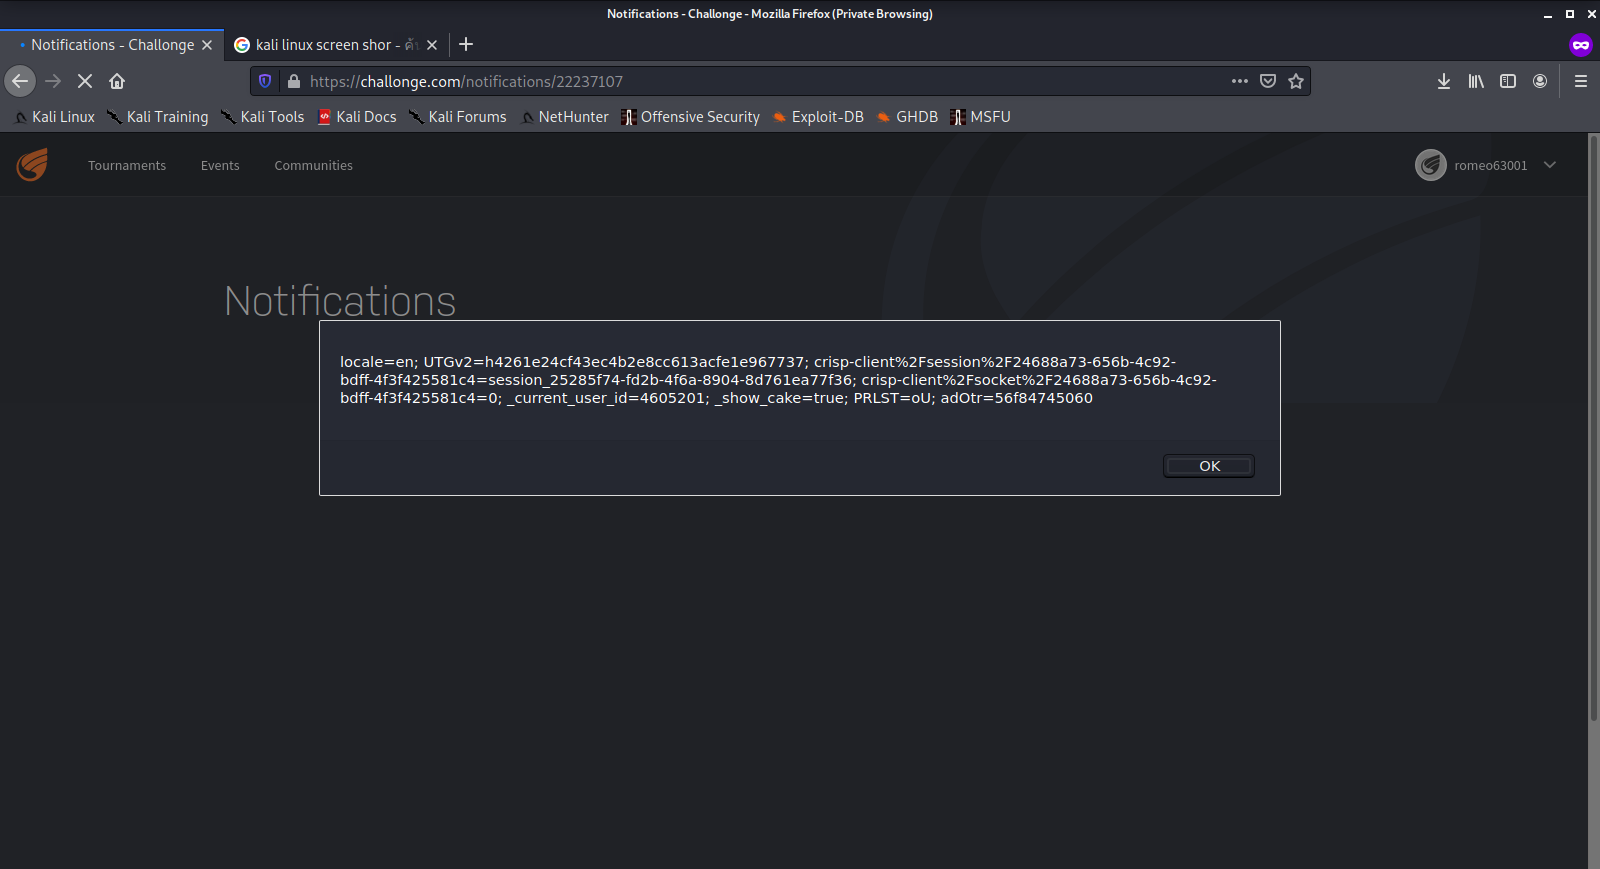 Notifications - Challonge - Mozilla Firefox (Private Browsing)
Notifications - Challonge
kali linux screen shor - ค้น
https://challonge.com/notifications/22237107
Kali Linux Kali Training Kali Tools Kali Docs Kali Forums NetHunter Offensive Security Exploit-DB GHDB MSFU
Tournaments Events Communities romeo63001
Notifications
locale=en; UTGv2=h4261e24cf43ec4b2e8cc613acfe1e967737; crisp-client%2Fsession%2F24688a73-656b-4c92-
bdff-4f3f425581c4=session_25285f74-fd2b-4f6a-8904-8d761ea77f36; crisp-client%2Fsocket%2F24688a73-656b-4c92-
bdff-4f3f425581c4=0; _current_user_id=4605201; _show_cake=true; PRLST=oU; adOtr=56f84745060
OK